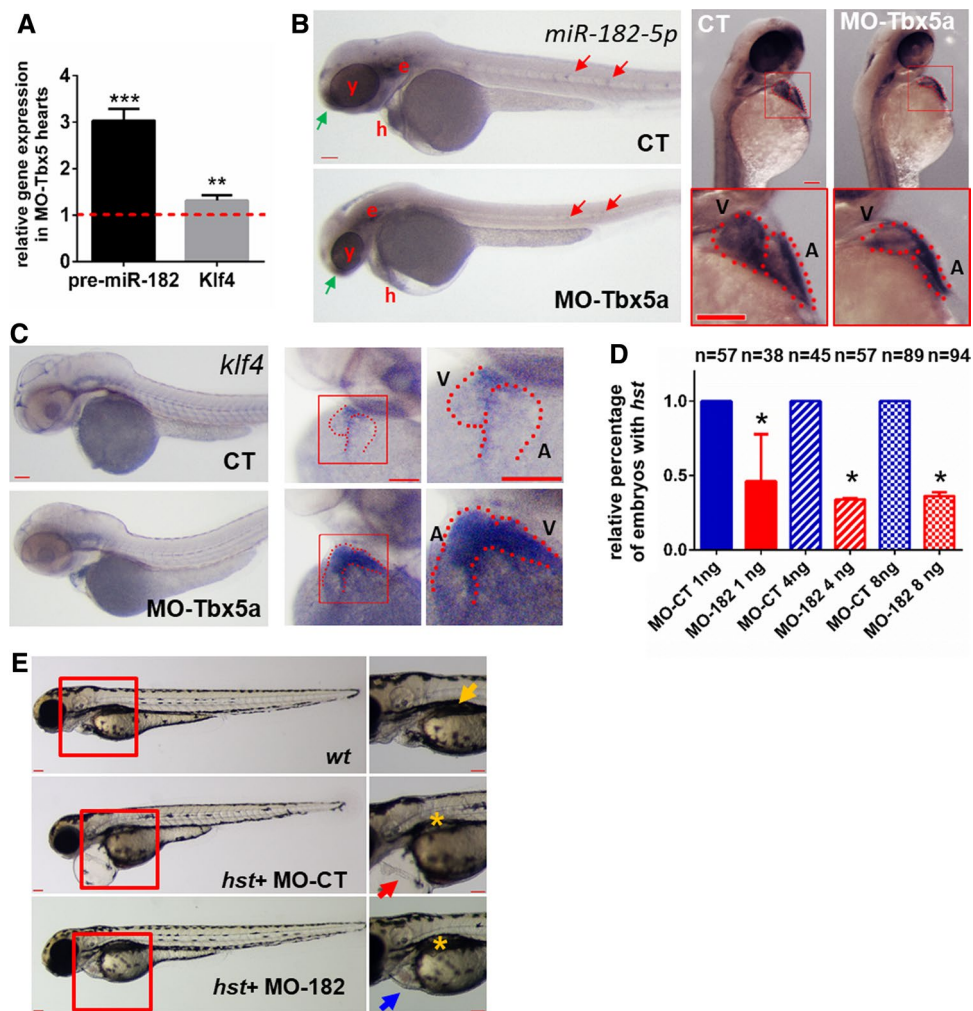 A
relative gene expression
in MO-Tbx5 hearts
4
3
2
1
0
***
**
pre-miR-182
Klf4
B
miR-182-5p
y
e
h
CT
y
e
h
MO-Tbx5a
CT
MO-Tbx5a
V
A
V
A
C
klf4
CT
MO-Tbx5a
V
A
A
V
D
n=57 n=38 n=45 n=57 n=89 n=94
relative percentage
of embryos with hst
1.0
0.5
0.0
*
*
*
MO-CT 1ng
MO-182 1 ng
MO-CT 4ng
MO-182 4 ng
MO-CT 8ng
MO-182 8 ng
E
wt
hst+ MO-CT
*
hst+ MO-182
*